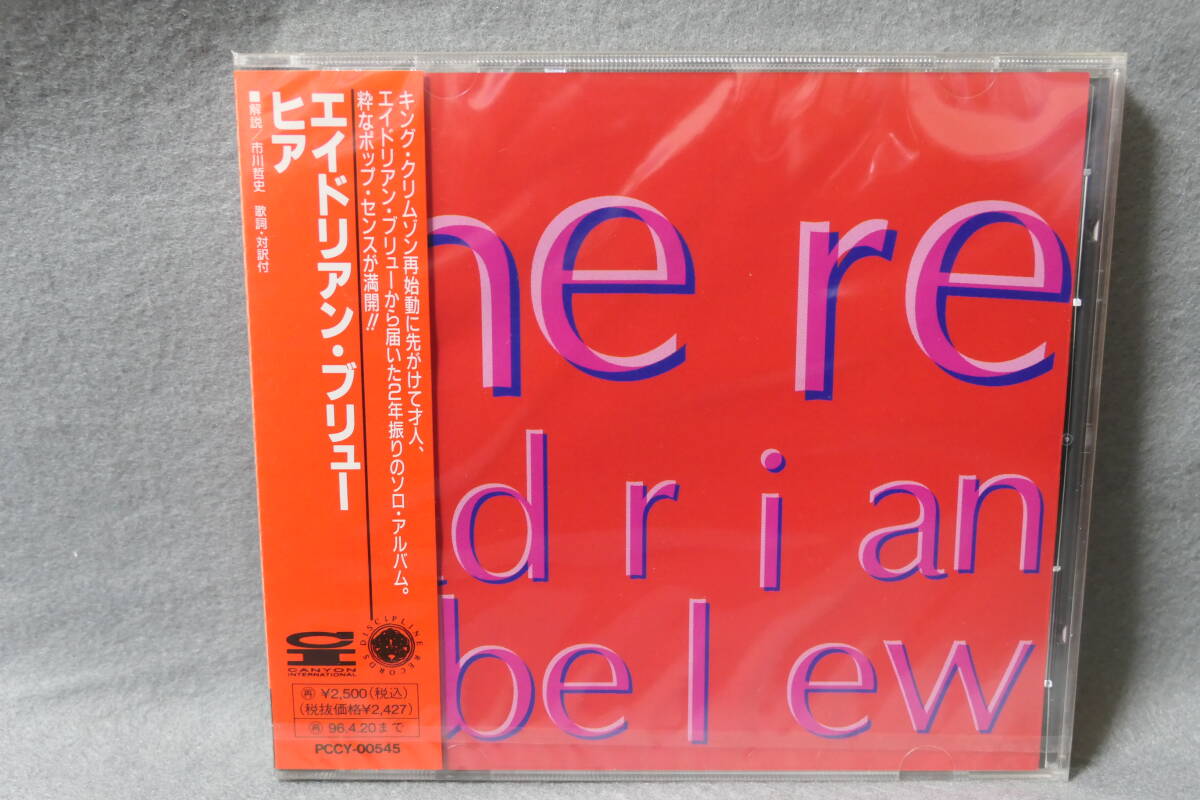 キング・クリムゾン再始動に先がけて才人、
エイドリアン・ブリューから届いた2年振りのソロ・アルバム。
粋なポップ・センスが満開!!
エイドリアン・ブリュー
ヒア
■解説/市川哲史 歌詞・対訳付
CANYON
INTERNATIONAL
DISCIPLINE RECORDS
再 ¥2,500(税込)
(税抜価格¥2,427)
再 96.4.20まで
PCCY-00545
here
drian
belew